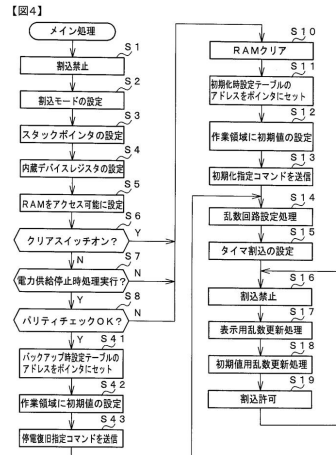 【図4】
メイン処理
S1
割込禁止
S2
割込モードの設定
S3
スタックポインタの設定
S4
内蔵デバイスレジスタの設定
S5
RAMをアクセス可能に設定
S6
クリアスイッチオン?
Y
N
S7
電力供給停止時処理実行?
N
Y
S8
パリティチェックOK?
N
Y
S41
バックアップ時設定テーブルの
アドレスをポインタにセット
S42
作業領域に初期値の設定
S43
停電復旧指定コマンドを送信
S10
RAMクリア
S11
初期化時設定テーブルの
アドレスをポインタにセット
S12
作業領域に初期値の設定
S13
初期化指定コマンドを送信
S14
乱数回路設定処理
S15
タイマ割込の設定
S16
割込禁止
S17
表示用乱数更新処理
S18
初期値用乱数更新処理
S19
割込許可